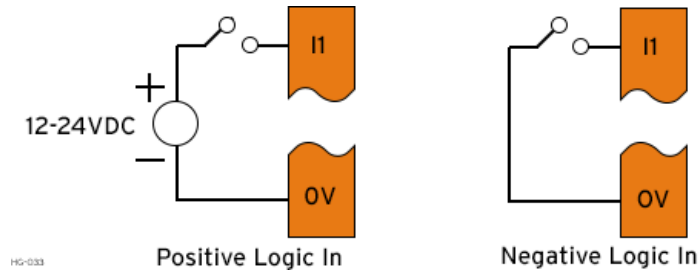 I1
I1
+
12-24VDC
−
0V
0V
HG-033
Positive Logic In
Negative Logic In